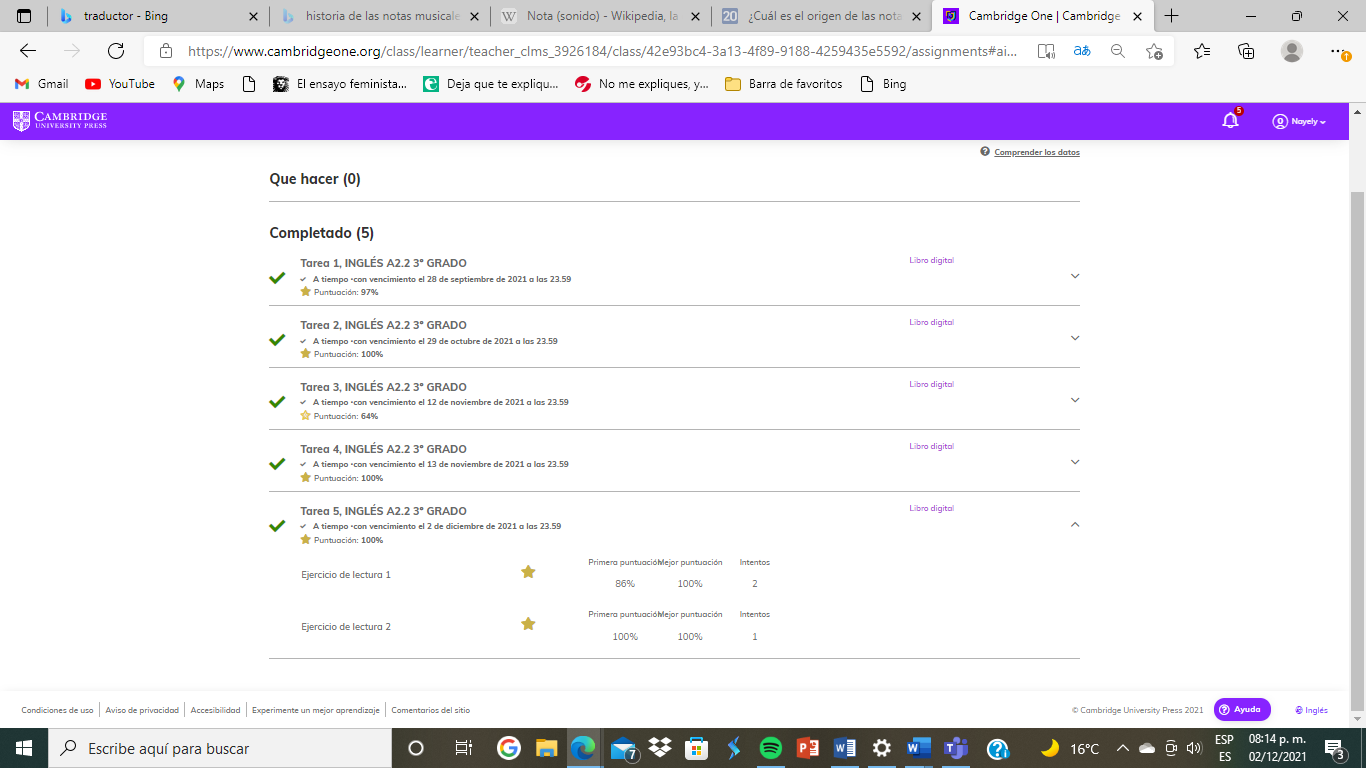 traductor - Bing
historia de las notas musicale
Nota (sonido) - Wikipedia, la
20 ¿Cuál es el origen de las nota
Cambridge One | Cambridge
https://www.cambridgeone.org/class/learner/teacher_clms_3926184/class/42e93bc4-3a13-4f89-9188-4259435e5592/assignments#ai...
Gmail YouTube Maps El ensayo feminista... Deja que te expliqu... No me expliques, y... Barra de favoritos Bing
CAMBRIDGE
UNIVERSITY PRESS
5
Nayely
Comprender los datos
Que hacer (0)
Completado (5)
Tarea 1, INGLÉS A2.2 3º GRADO
Libro digital
A tiempo ·con vencimiento el 28 de septiembre de 2021 a las 23.59
Puntuación: 97%
Tarea 2, INGLÉS A2.2 3º GRADO
Libro digital
A tiempo ·con vencimiento el 29 de octubre de 2021 a las 23.59
Puntuación: 100%
Tarea 3, INGLÉS A2.2 3º GRADO
Libro digital
A tiempo ·con vencimiento el 12 de noviembre de 2021 a las 23.59
Puntuación: 64%
Tarea 4, INGLÉS A2.2 3º GRADO
Libro digital
A tiempo ·con vencimiento el 13 de noviembre de 2021 a las 23.59
Puntuación: 100%
Tarea 5, INGLÉS A2.2 3º GRADO
Libro digital
A tiempo ·con vencimiento el 2 de diciembre de 2021 a las 23.59
Puntuación: 100%
Primera puntuación Mejor puntuación Intentos
Ejercicio de lectura 1
86% 100% 2
Primera puntuación Mejor puntuación Intentos
Ejercicio de lectura 2
100% 100% 1
Condiciones de uso Aviso de privacidad Accesibilidad Experimente un mejor aprendizaje Comentarios del sitio
© Cambridge University Press 2021
Ayuda
Inglés
Escribe aquí para buscar
7
16°C
ESP
ES
08:14 p. m.
02/12/2021
3